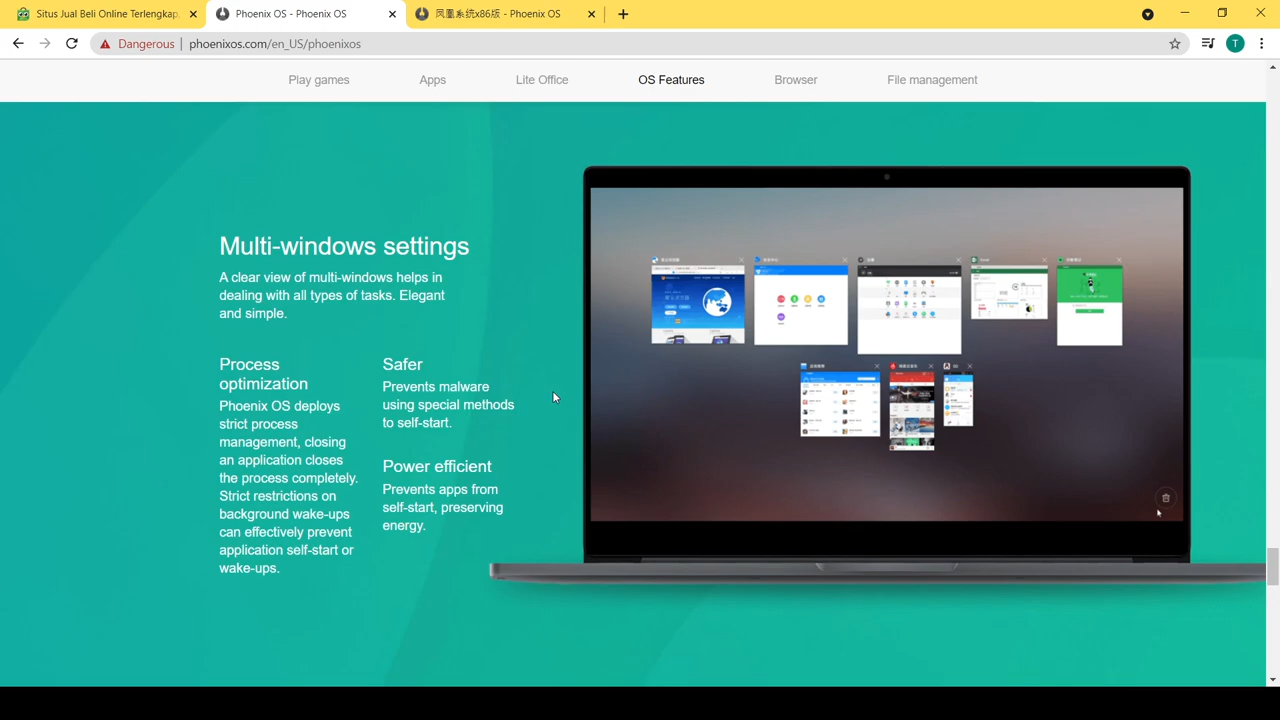 Situs Jual Beli Online Terlengkap,
Phoenix OS - Phoenix OS
凤凰系统x86版 - Phoenix OS
Dangerous
phoenixos.com/en_US/phoenixos
T
Play games
Apps
Lite Office
OS Features
Browser
File management
Multi-windows settings
A clear view of multi-windows helps in
dealing with all types of tasks. Elegant
and simple.
Process
optimization
Phoenix OS deploys
strict process
management, closing
an application closes
the process completely.
Strict restrictions on
background wake-ups
can effectively prevent
application self-start or
wake-ups.
Safer
Prevents malware
using special methods
to self-start.
Power efficient
Prevents apps from
self-start, preserving
energy.